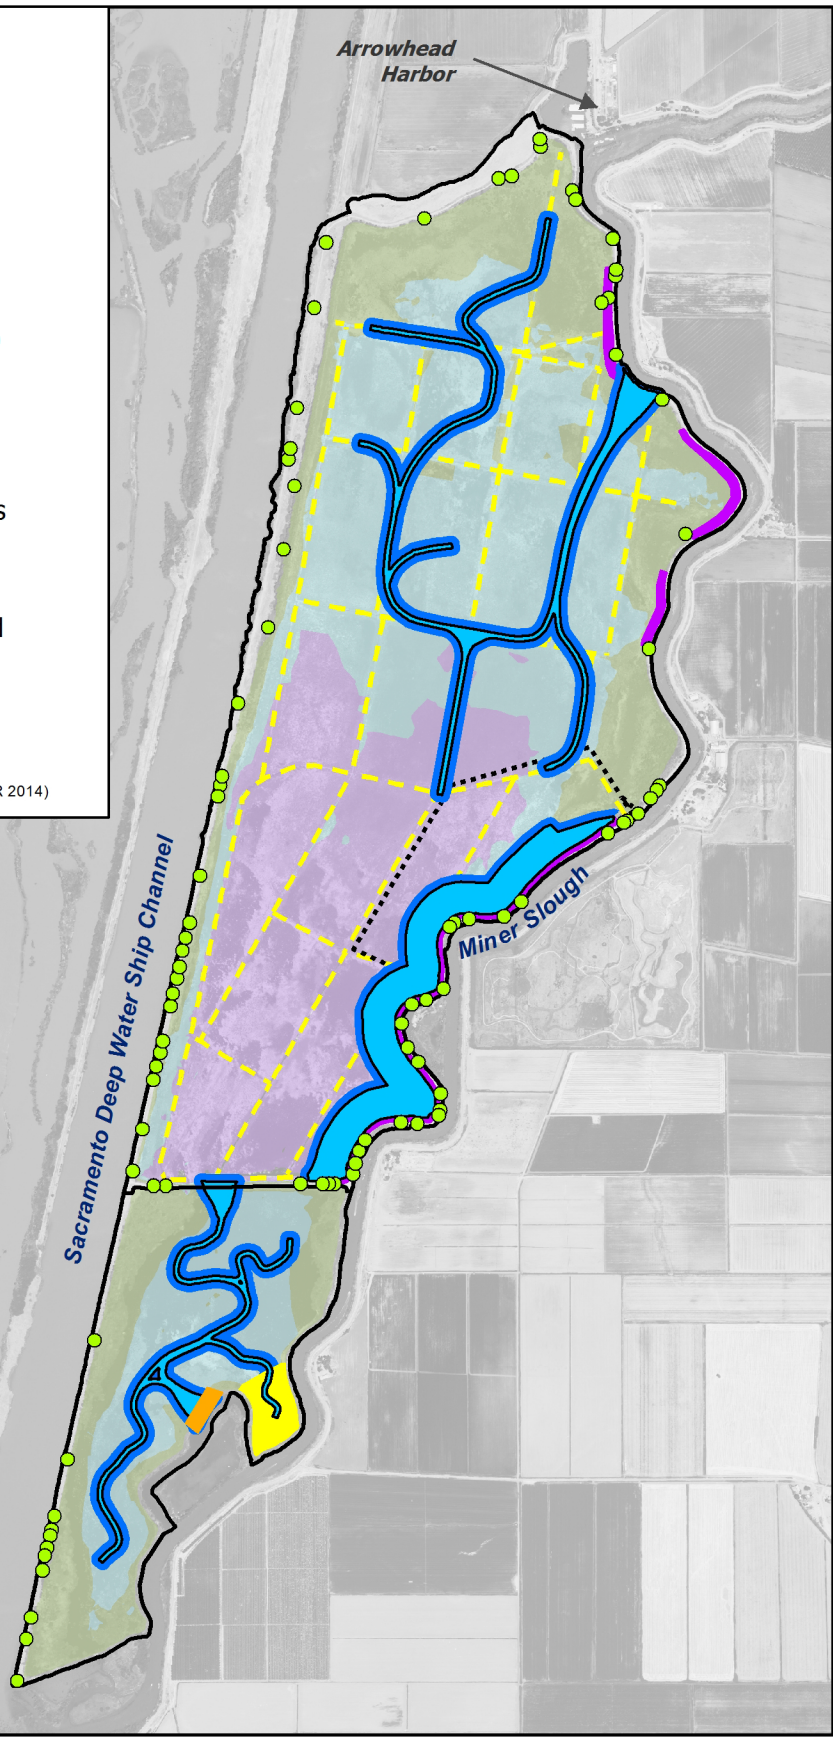 Arrowhead
Harbor
s
l
R 2014)
Sacramento Deep Water Ship Channel
Miner Slough